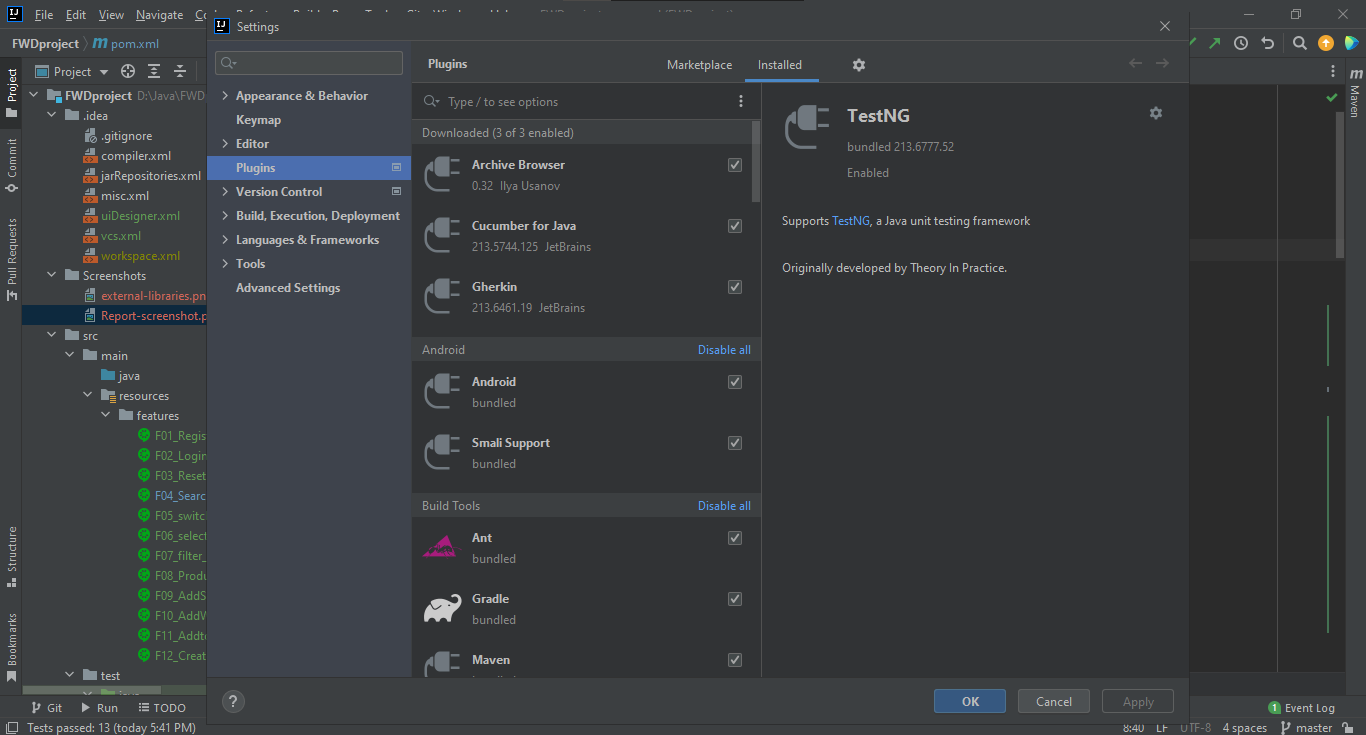 File Edit View Navigate
Settings
FWDproject pom.xml
Project
FWDproject D:\Java\FWD
.idea
.gitignore
compiler.xml
jarRepositories.xml
misc.xml
uiDesigner.xml
vcs.xml
workspace.xml
Screenshots
external-libraries.pn
Report-screenshot.p
src
main
java
resources
features
F01_Regis
F02_Login
F03_Reset
F04_Searc
F05_switc
F06_select
F07_filter_
F08_Produ
F09_AddS
F10_AddW
F11_Addto
F12_Creat
test
java
Project
Commit
Pull Requests
Structure
Bookmarks
Appearance & Behavior
Keymap
Editor
Plugins
Version Control
Build, Execution, Deployment
Languages & Frameworks
Tools
Advanced Settings
Plugins
Marketplace
Installed
Type / to see options
Downloaded (3 of 3 enabled)
Archive Browser
0.32 Ilya Usanov
Cucumber for Java
213.5744.125 JetBrains
Gherkin
213.6461.19 JetBrains
Android Disable all
Android
bundled
Smali Support
bundled
Build Tools Disable all
Ant
bundled
Gradle
bundled
Maven
TestNG
bundled 213.6777.52
Enabled
Supports TestNG, a Java unit testing framework
Originally developed by Theory In Practice.
m
Maven
? OK Cancel Apply
Git Run TODO
1 Event Log
Tests passed: 13 (today 5:41 PM)
8:40 LF UTF-8 4 spaces master